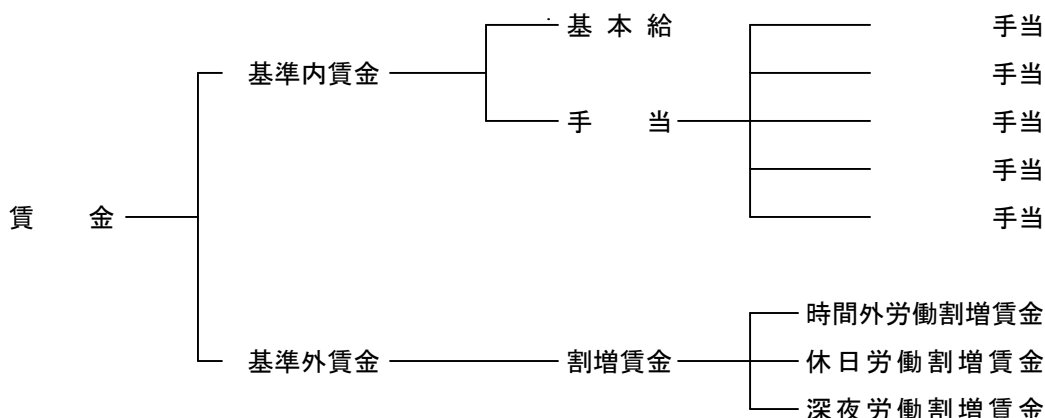 基 本 給 手当
基準内賃金 手当
手 当 手当
手当
賃 金 手当
時間外労働割増賃金
基準外賃金 割増賃金 休日労働割増賃金
深夜労働割増賃金